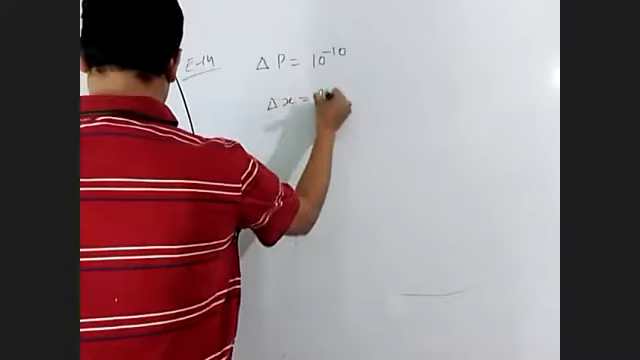 E-14
ΔP = 10⁻¹⁰
Δx =